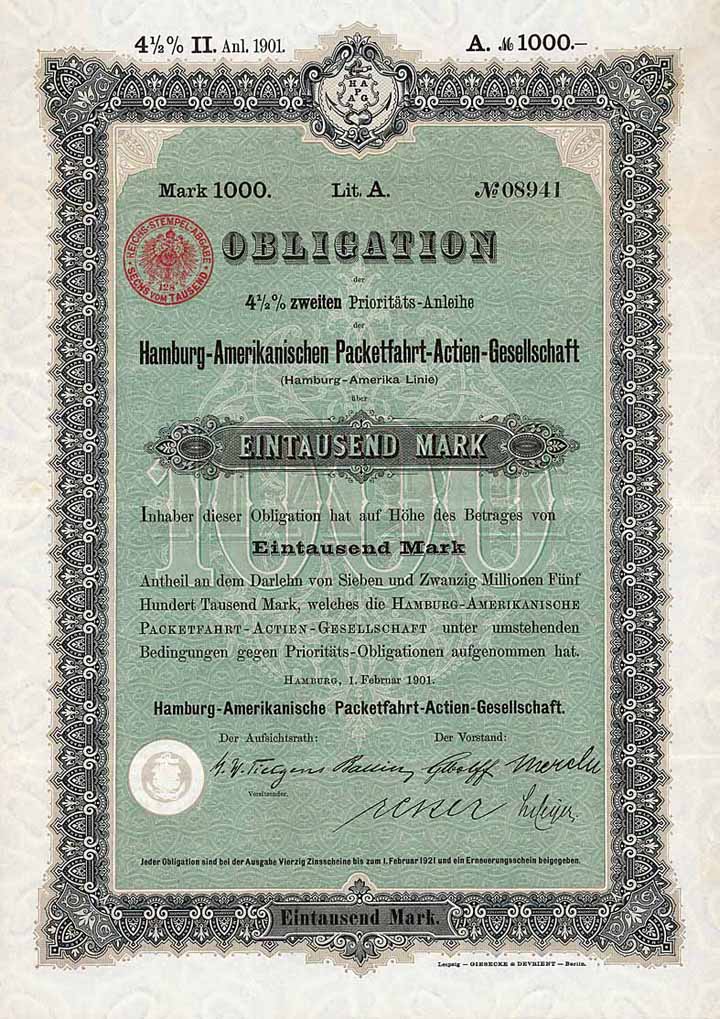 4½% II. Anl. 1901.
A. ℳ 1000.–
H A
P
A G
Mark 1000. Lit. A. № 08941
REICHS-STEMPEL-ABGABE
128
SECHS VOM TAUSEND
OBLIGATION
der
4½% zweiten Prioritäts-Anleihe
der
Hamburg-Amerikanischen Packetfahrt-Actien-Gesellschaft
(Hamburg-Amerika Linie)
über
EINTAUSEND MARK
1000
Inhaber dieser Obligation hat auf Höhe des Betrages von
Eintausend Mark
Antheil an dem Darlehn von Sieben und Zwanzig Millionen Fünf
Hundert Tausend Mark, welches die HAMBURG-AMERIKANISCHE
PACKETFAHRT-ACTIEN-GESELLSCHAFT unter umstehenden
Bedingungen gegen Prioritäts-Obligationen aufgenommen hat.
HAMBURG, 1. Februar 1901.
Hamburg-Amerikanische Packetfahrt-Actien-Gesellschaft.
Der Aufsichtsrath: Der Vorstand:
Vorsitzender.
Jeder Obligation sind bei der Ausgabe Vierzig Zinsscheine bis zum 1. Februar 1921 und ein Erneuerungsschein beigegeben.
Eintausend Mark.
Leipzig — GIESECKE & DEVRIENT — Berlin.